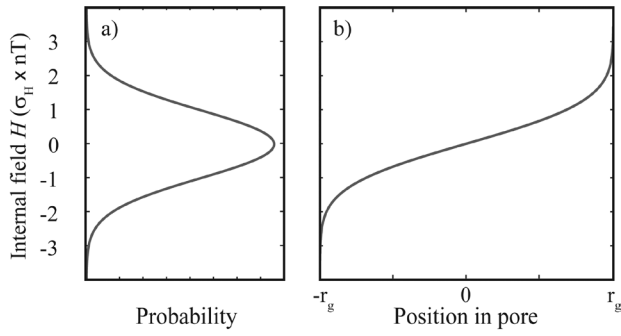 a)
b)
Internal field H (σH x nT)
3
2
1
0
-1
-2
-3
-rg
0
rg
Probability
Position in pore